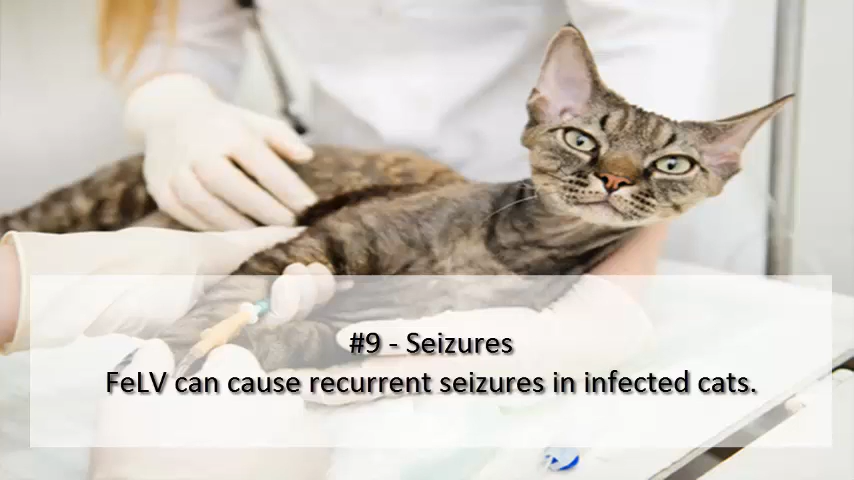 #9 - Seizures
FeLV can cause recurrent seizures in infected cats.